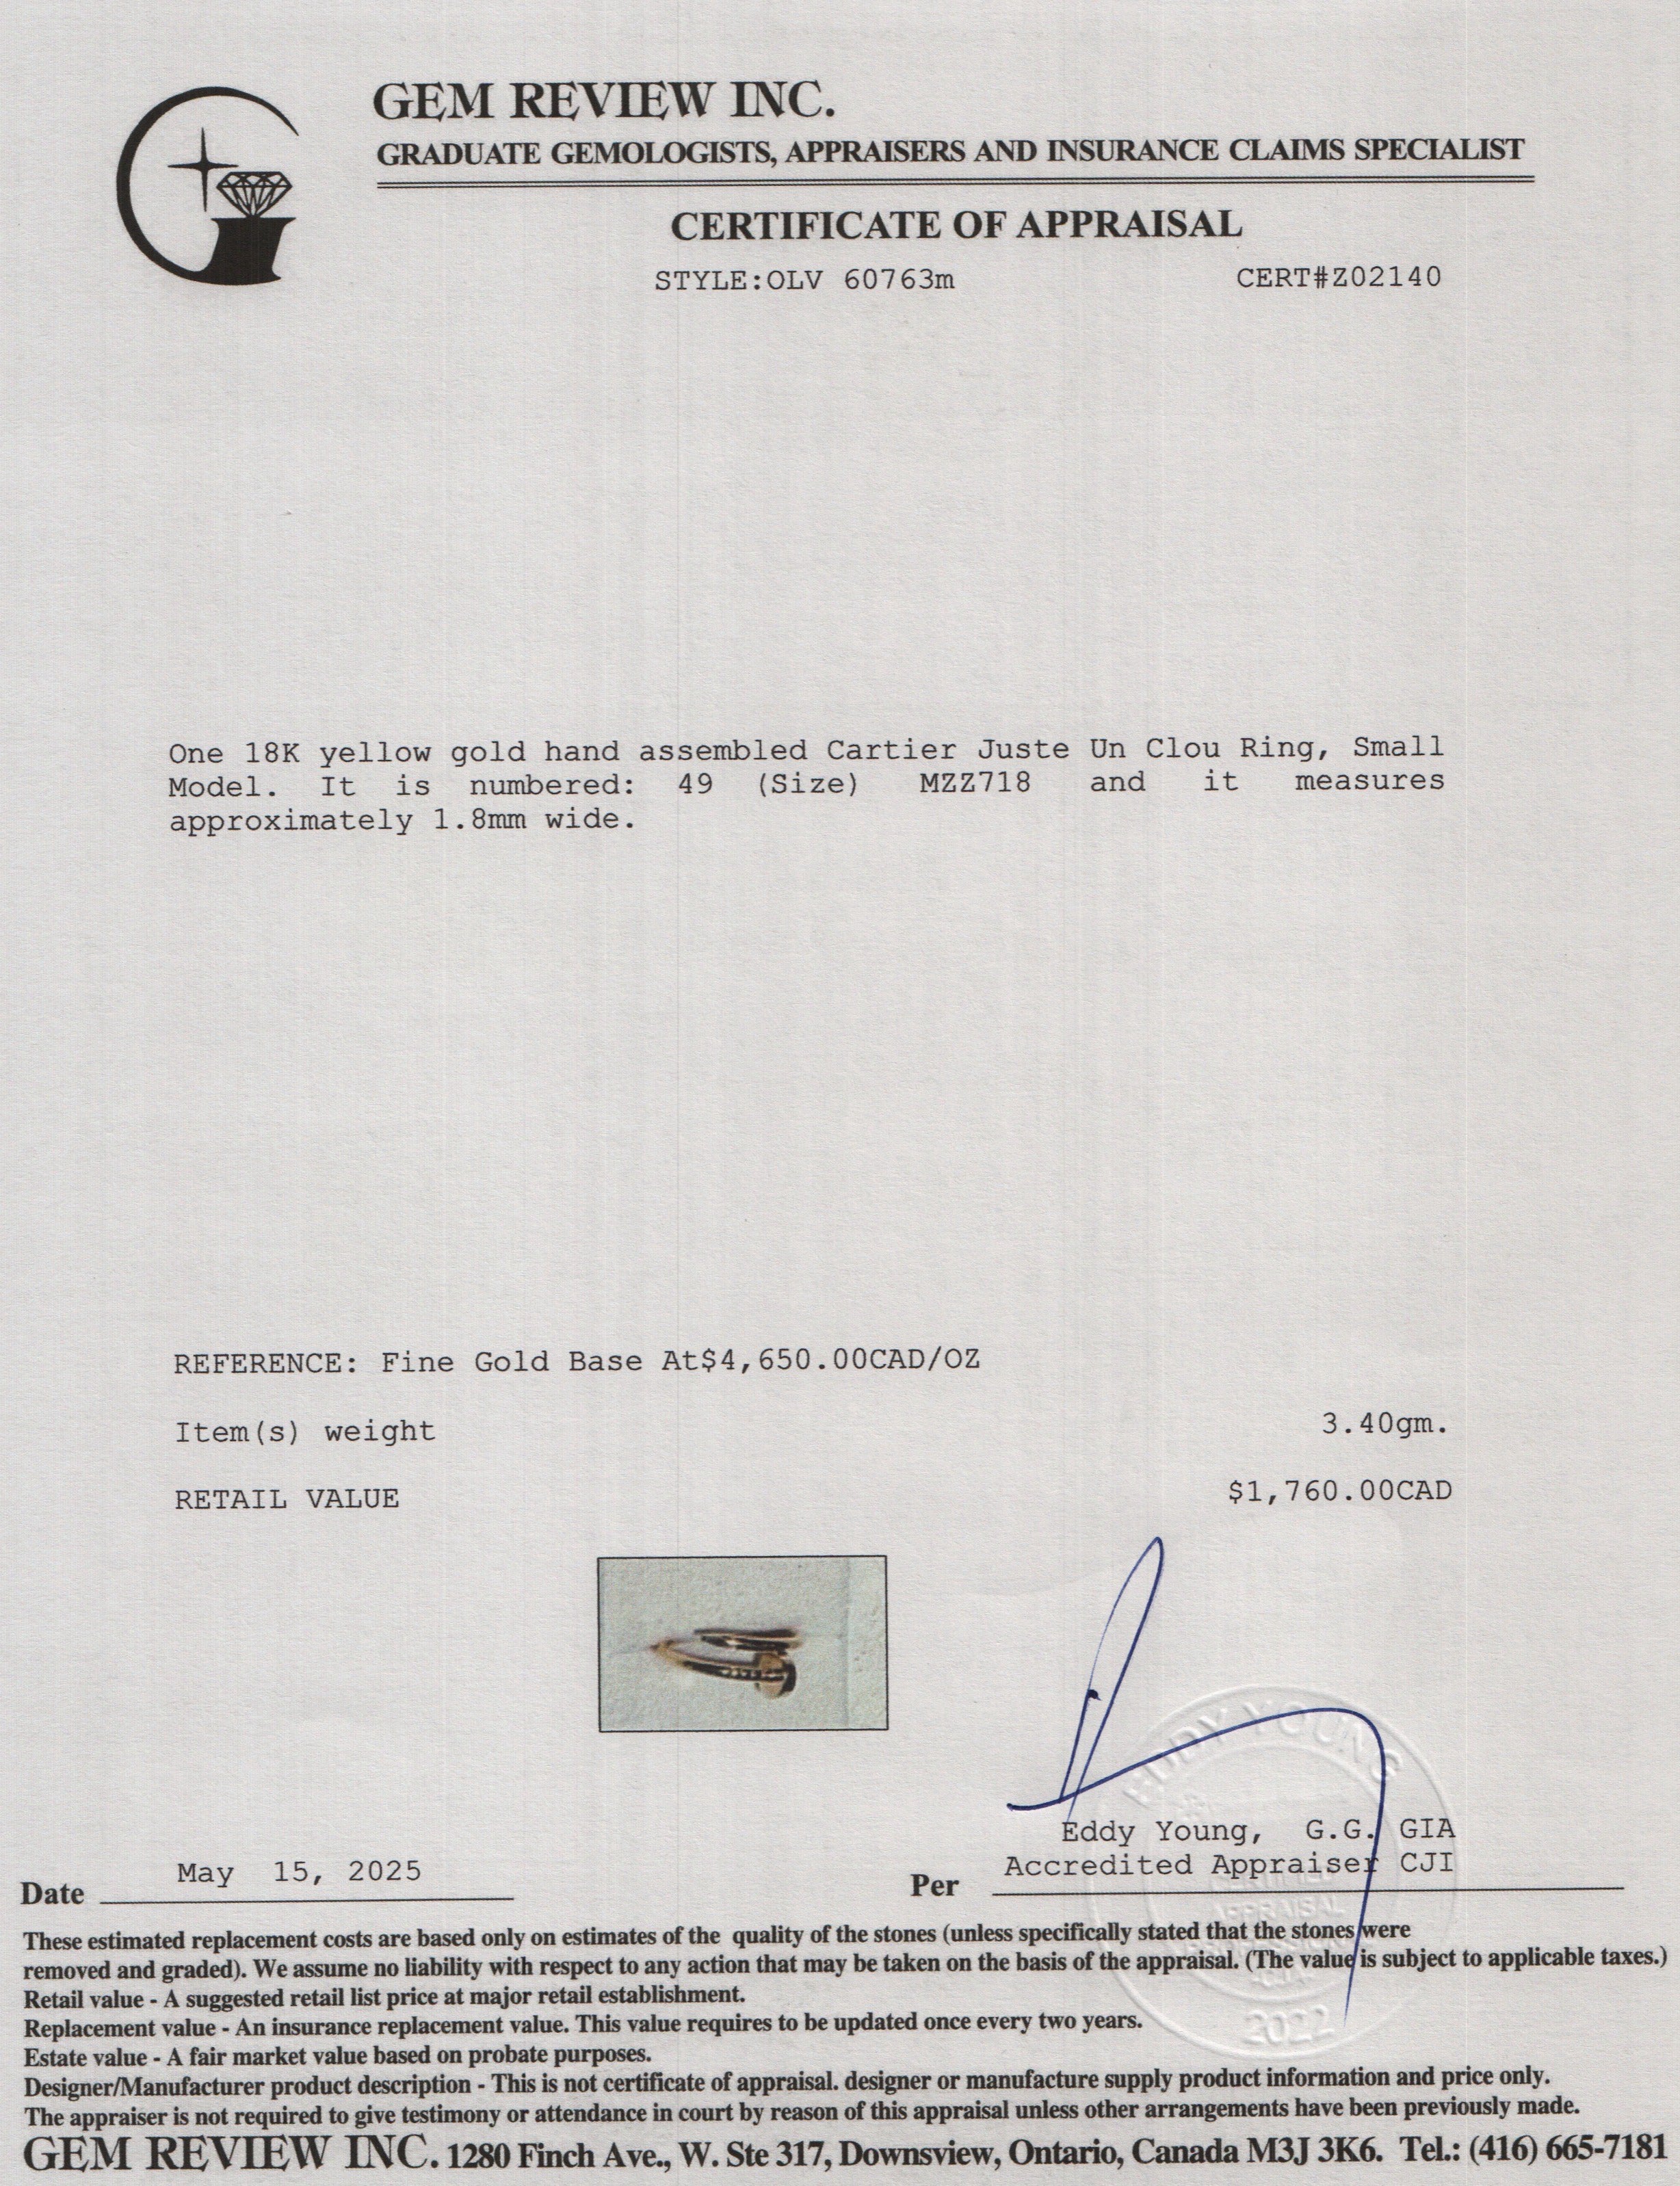 GEM REVIEW INC.
GRADUATE GEMOLOGISTS, APPRAISERS AND INSURANCE CLAIMS SPECIALIST
CERTIFICATE OF APPRAISAL
STYLE:OLV 60763m CERT#Z02140
One 18K yellow gold hand assembled Cartier Juste Un Clou Ring, Small
Model. It is numbered: 49 (Size) MZZ718 and it measures
approximately 1.8mm wide.
REFERENCE: Fine Gold Base At$4,650.00CAD/OZ
Item(s) weight 3.40gm.
RETAIL VALUE $1,760.00CAD
EDDY YOUNG
Eddy Young, G.G. GIA
Accredited Appraiser CJI
Date May 15, 2025 Per
APPRAISAL
2022
These estimated replacement costs are based only on estimates of the quality of the stones (unless specifically stated that the stones were
removed and graded). We assume no liability with respect to any action that may be taken on the basis of the appraisal. (The value is subject to applicable taxes.)
Retail value - A suggested retail list price at major retail establishment.
Replacement value - An insurance replacement value. This value requires to be updated once every two years.
Estate value - A fair market value based on probate purposes.
Designer/Manufacturer product description - This is not certificate of appraisal. designer or manufacture supply product information and price only.
The appraiser is not required to give testimony or attendance in court by reason of this appraisal unless other arrangements have been previously made.
GEM REVIEW INC. 1280 Finch Ave., W. Ste 317, Downsview, Ontario, Canada M3J 3K6. Tel.: (416) 665-7181